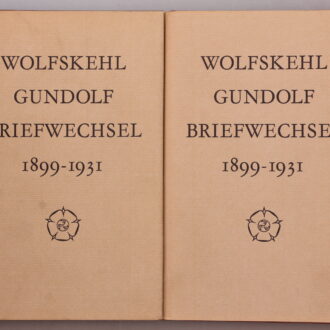 WOLFSKEHL
GUNDOLF
RIEFWECHSEL
1899-1931
WOLFSKEHL
GUNDOLF
BRIEFWECHSE
1899-1931